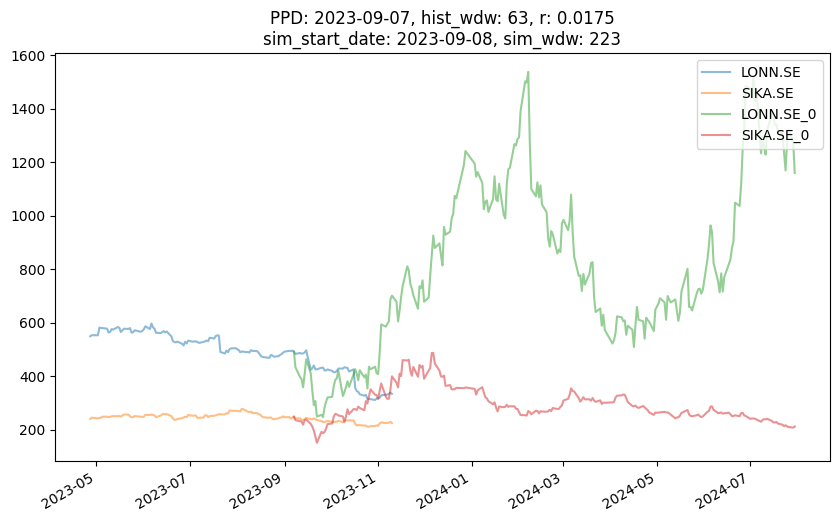 PPD: 2023-09-07, hist_wdw: 63, r: 0.0175
sim_start_date: 2023-09-08, sim_wdw: 223
1600
1400
1200
1000
800
600
400
200
LONN.SE
SIKA.SE
LONN.SE_0
SIKA.SE_0
2023-05
2023-07
2023-09
2023-11
2024-01
2024-03
2024-05
2024-07